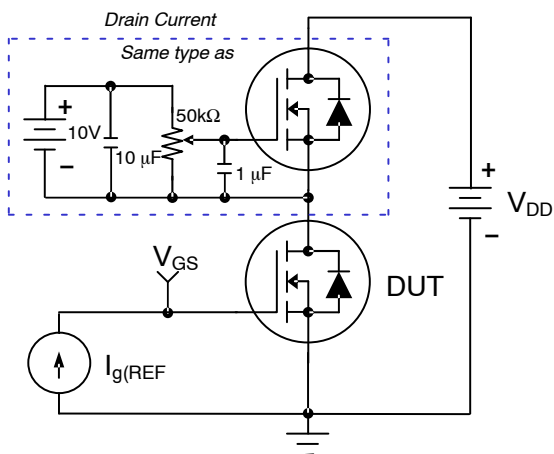 Drain Current
Same type as
+
50kΩ
10V
10 μF
−
1 μF
+
V_DD
−
V_GS
DUT
I_g(REF